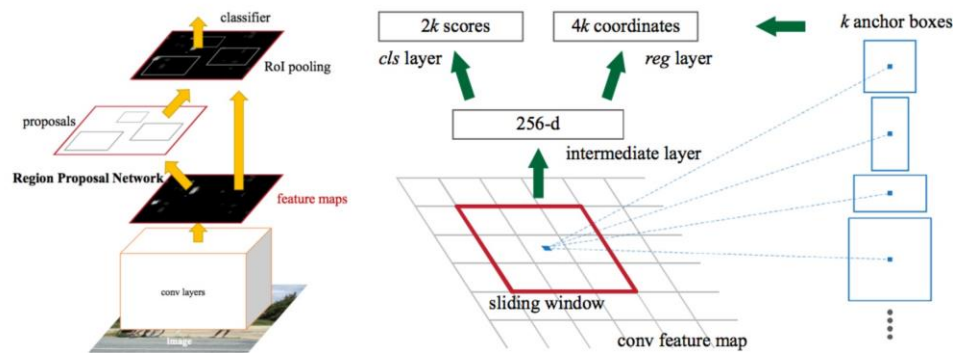 classifier
RoI pooling
proposals
Region Proposal Network
feature maps
conv layers
image
2k scores
4k coordinates
k anchor boxes
cls layer
reg layer
256-d
intermediate layer
sliding window
conv feature map